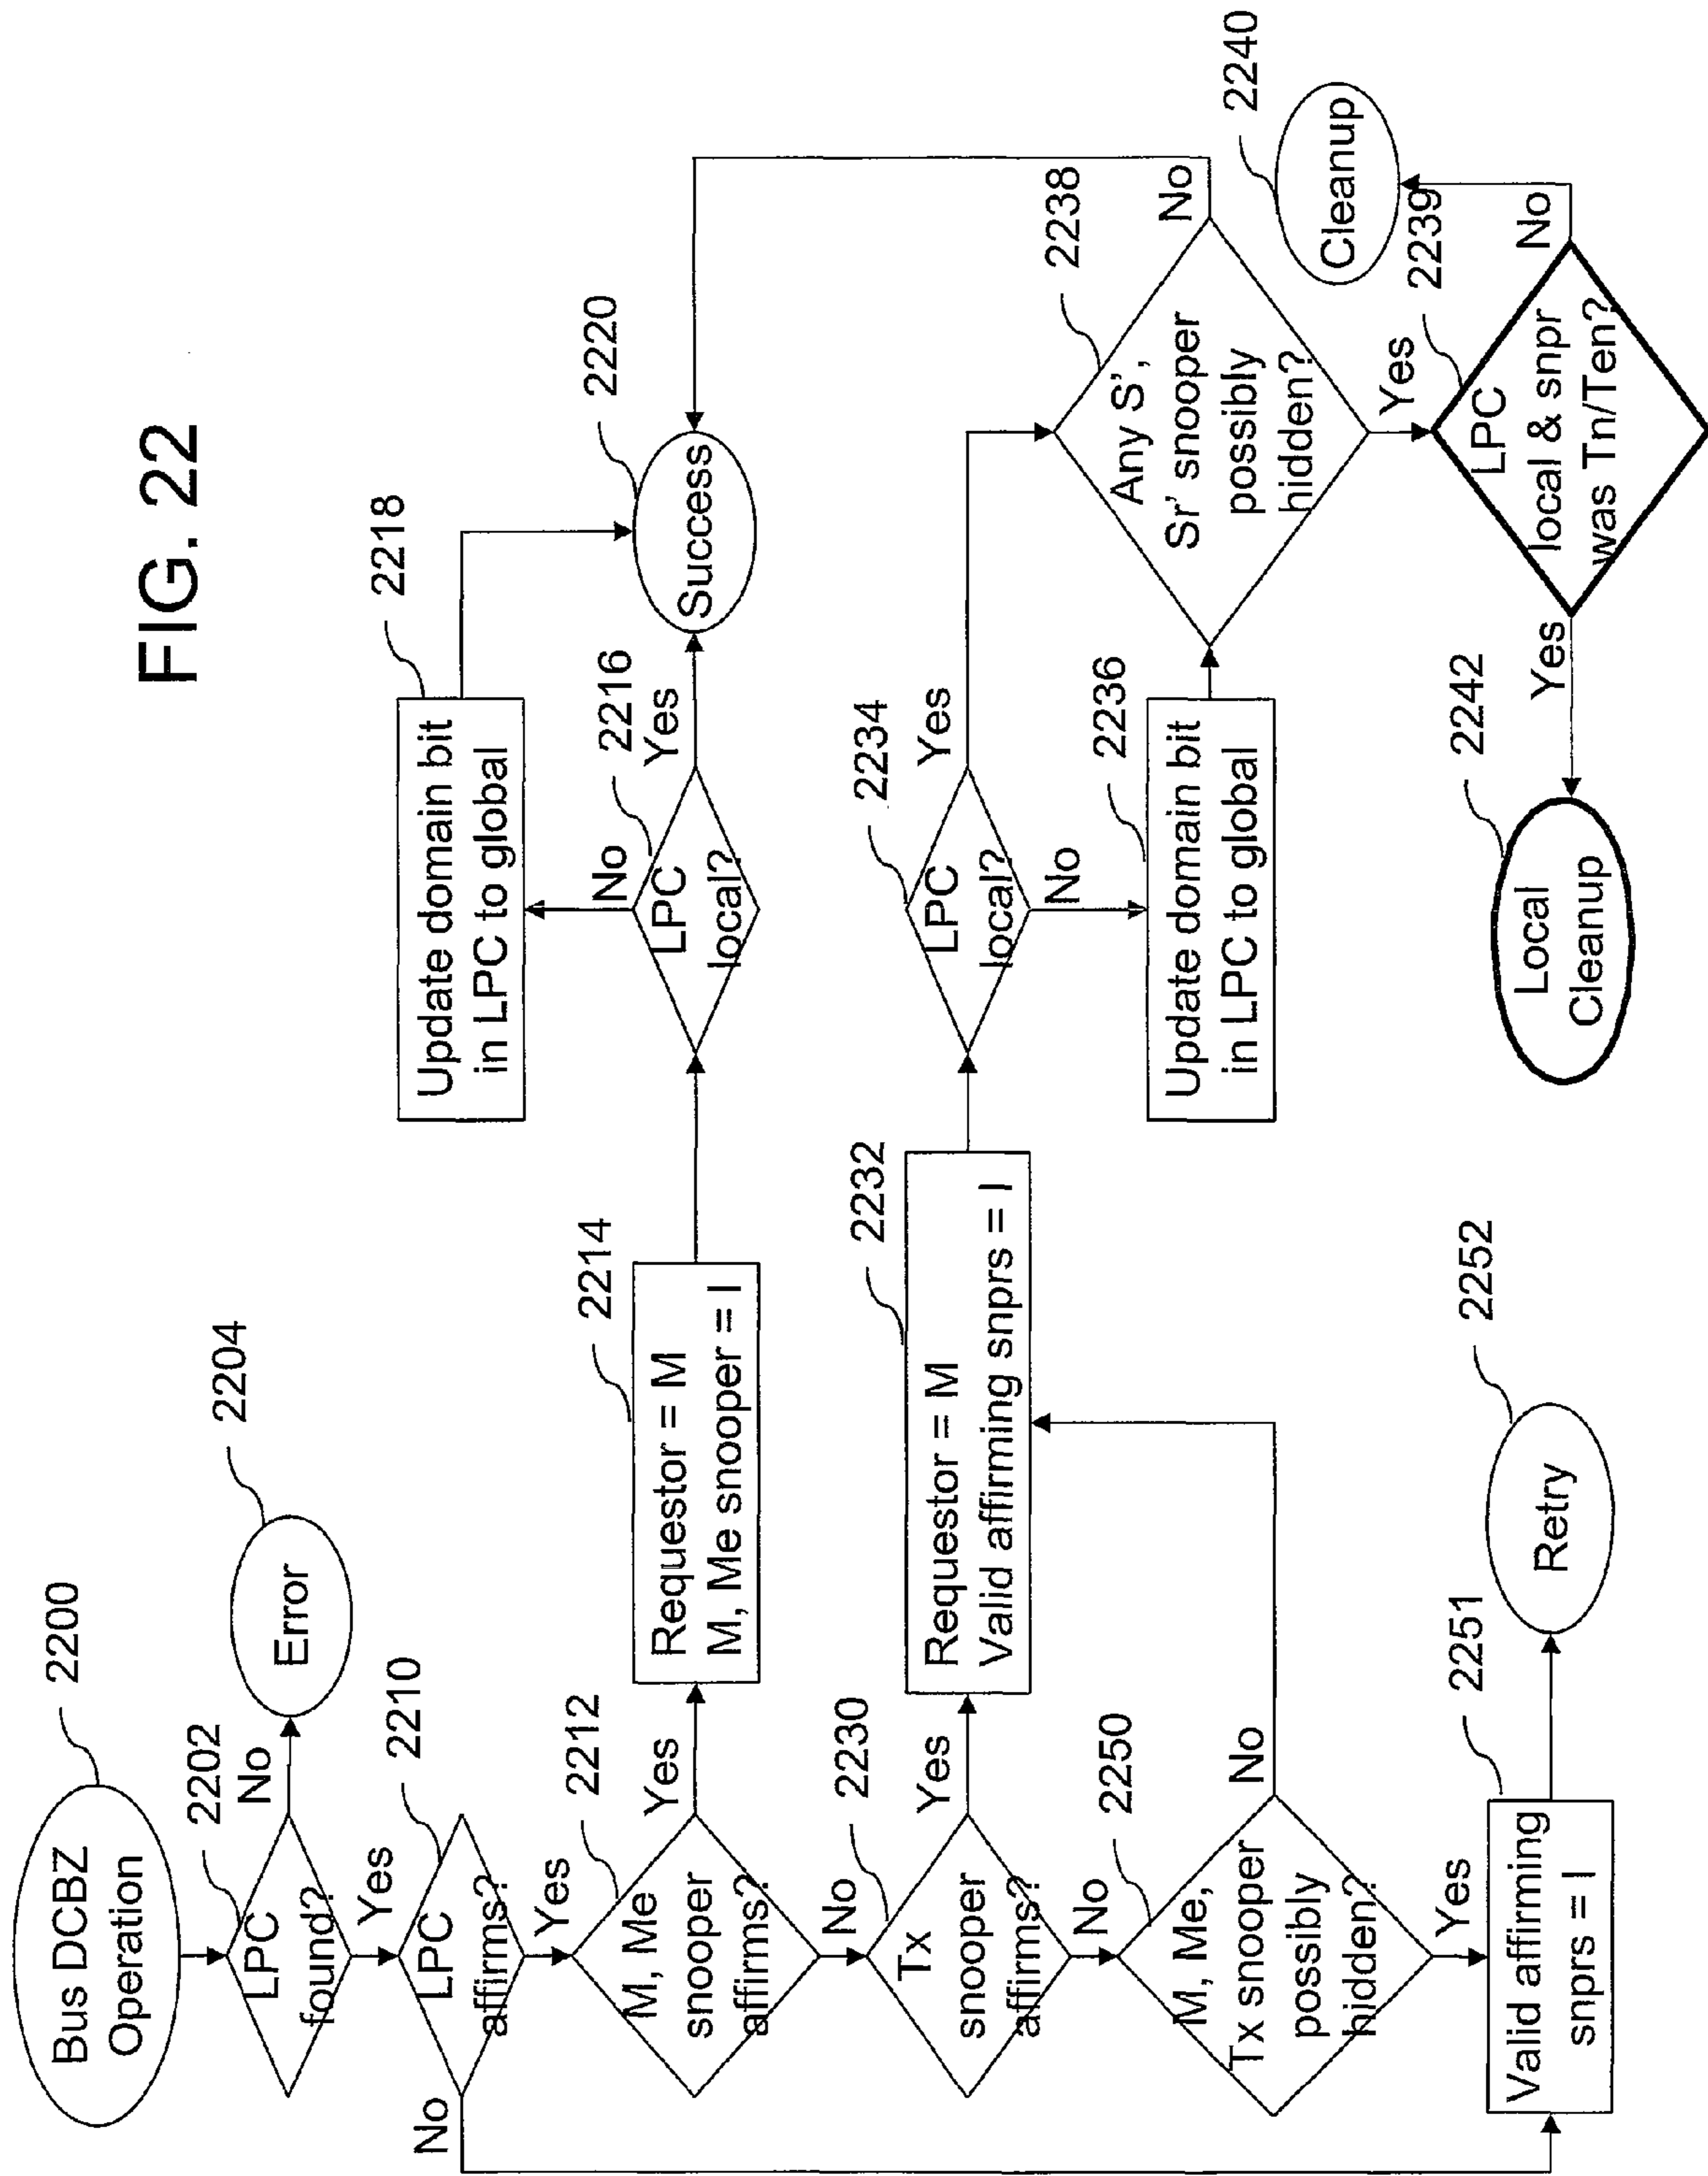 FIG. 22
Bus DCBZ
Operation
2200
LPC
found?
2202
No
Error
2204
Yes
LPC
affirms?
2210
No
Yes
M, Me
snooper
affirms?
2212
Yes
Requestor = M
M, Me snooper = I
2214
LPC
local?
2216
No
Update domain bit
in LPC to global
2218
Yes
Success
2220
No
Tx
snooper
affirms?
2230
Yes
Requestor = M
Valid affirming snprs = I
2232
LPC
local?
2234
Yes
No
Update domain bit
in LPC to global
2236
Any S',
Sr' snooper
possibly
hidden?
2238
No
Yes
LPC
local & snpr
was Tn/Ten?
2239
No
Cleanup
2240
Yes
Local
Cleanup
2242
No
M, Me,
Tx snooper
possibly
hidden?
2250
No
Yes
Valid affirming
snprs = I
2251
Retry
2252